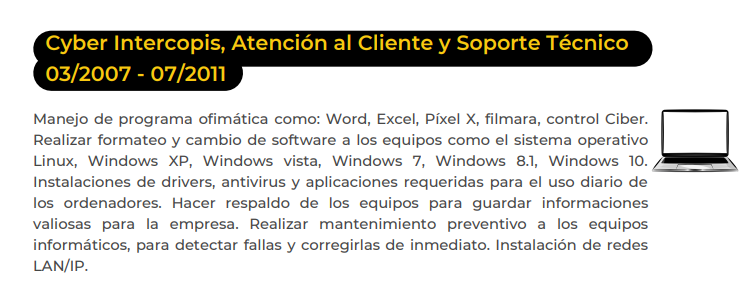 Cyber Intercopis, Atención al Cliente y Soporte Técnico
03/2007 - 07/2011
Manejo de programa ofimática como: Word, Excel, Píxel X, filmara, control Ciber.
Realizar formateo y cambio de software a los equipos como el sistema operativo
Linux, Windows XP, Windows vista, Windows 7, Windows 8.1, Windows 10.
Instalaciones de drivers, antivirus y aplicaciones requeridas para el uso diario de
los ordenadores. Hacer respaldo de los equipos para guardar informaciones
valiosas para la empresa. Realizar mantenimiento preventivo a los equipos
informáticos, para detectar fallas y corregirlas de inmediato. Instalación de redes
LAN/IP.